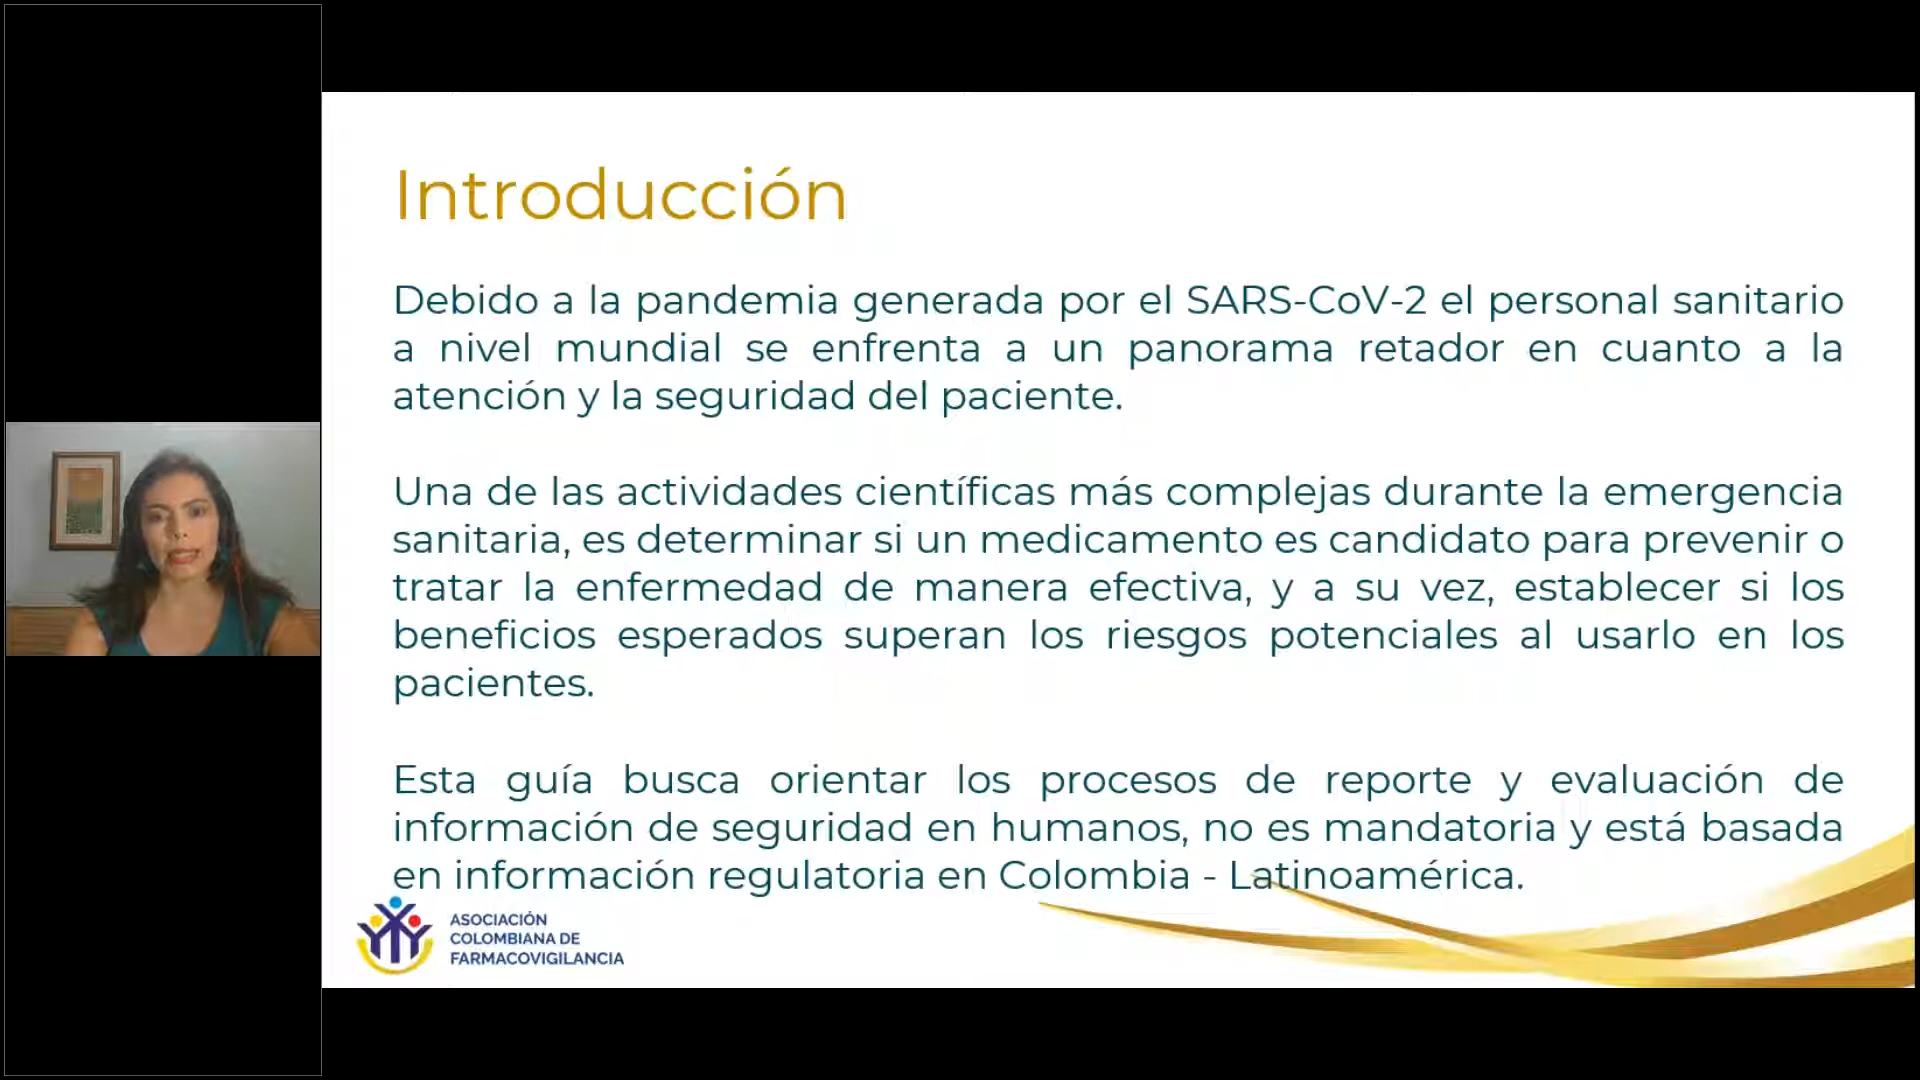 Introducción
Debido a la pandemia generada por el SARS-CoV-2 el personal sanitario
a nivel mundial se enfrenta a un panorama retador en cuanto a la
atención y la seguridad del paciente.
Una de las actividades científicas más complejas durante la emergencia
sanitaria, es determinar si un medicamento es candidato para prevenir o
tratar la enfermedad de manera efectiva, y a su vez, establecer si los
beneficios esperados superan los riesgos potenciales al usarlo en los
pacientes.
Esta guía busca orientar los procesos de reporte y evaluación de
información de seguridad en humanos, no es mandatoria y está basada
en información regulatoria en Colombia - Latinoamérica.
ASOCIACIÓN
COLOMBIANA DE
FARMACOVIGILANCIA